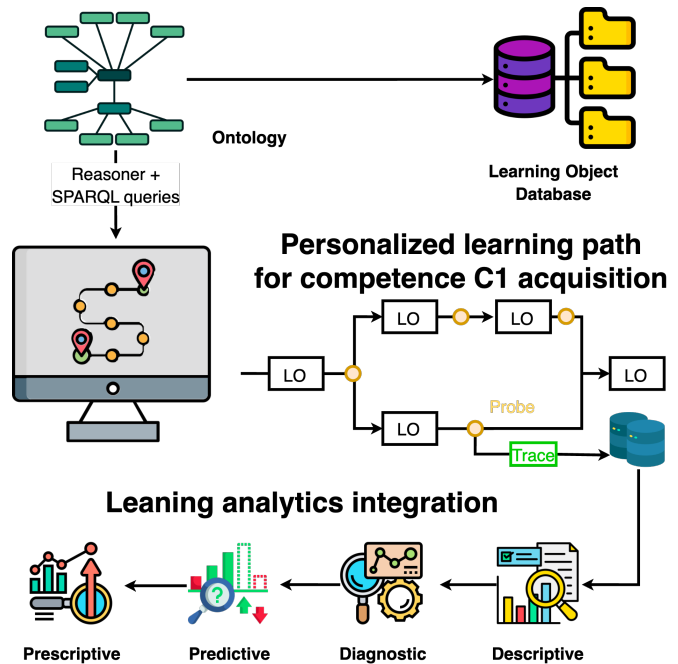 Ontology
Reasoner +
SPARQL queries
Learning Object
Database
Personalized learning path
for competence C1 acquisition
LO
LO
LO
LO
LO
Probe
Trace
Leaning analytics integration
?
Prescriptive
Predictive
Diagnostic
Descriptive